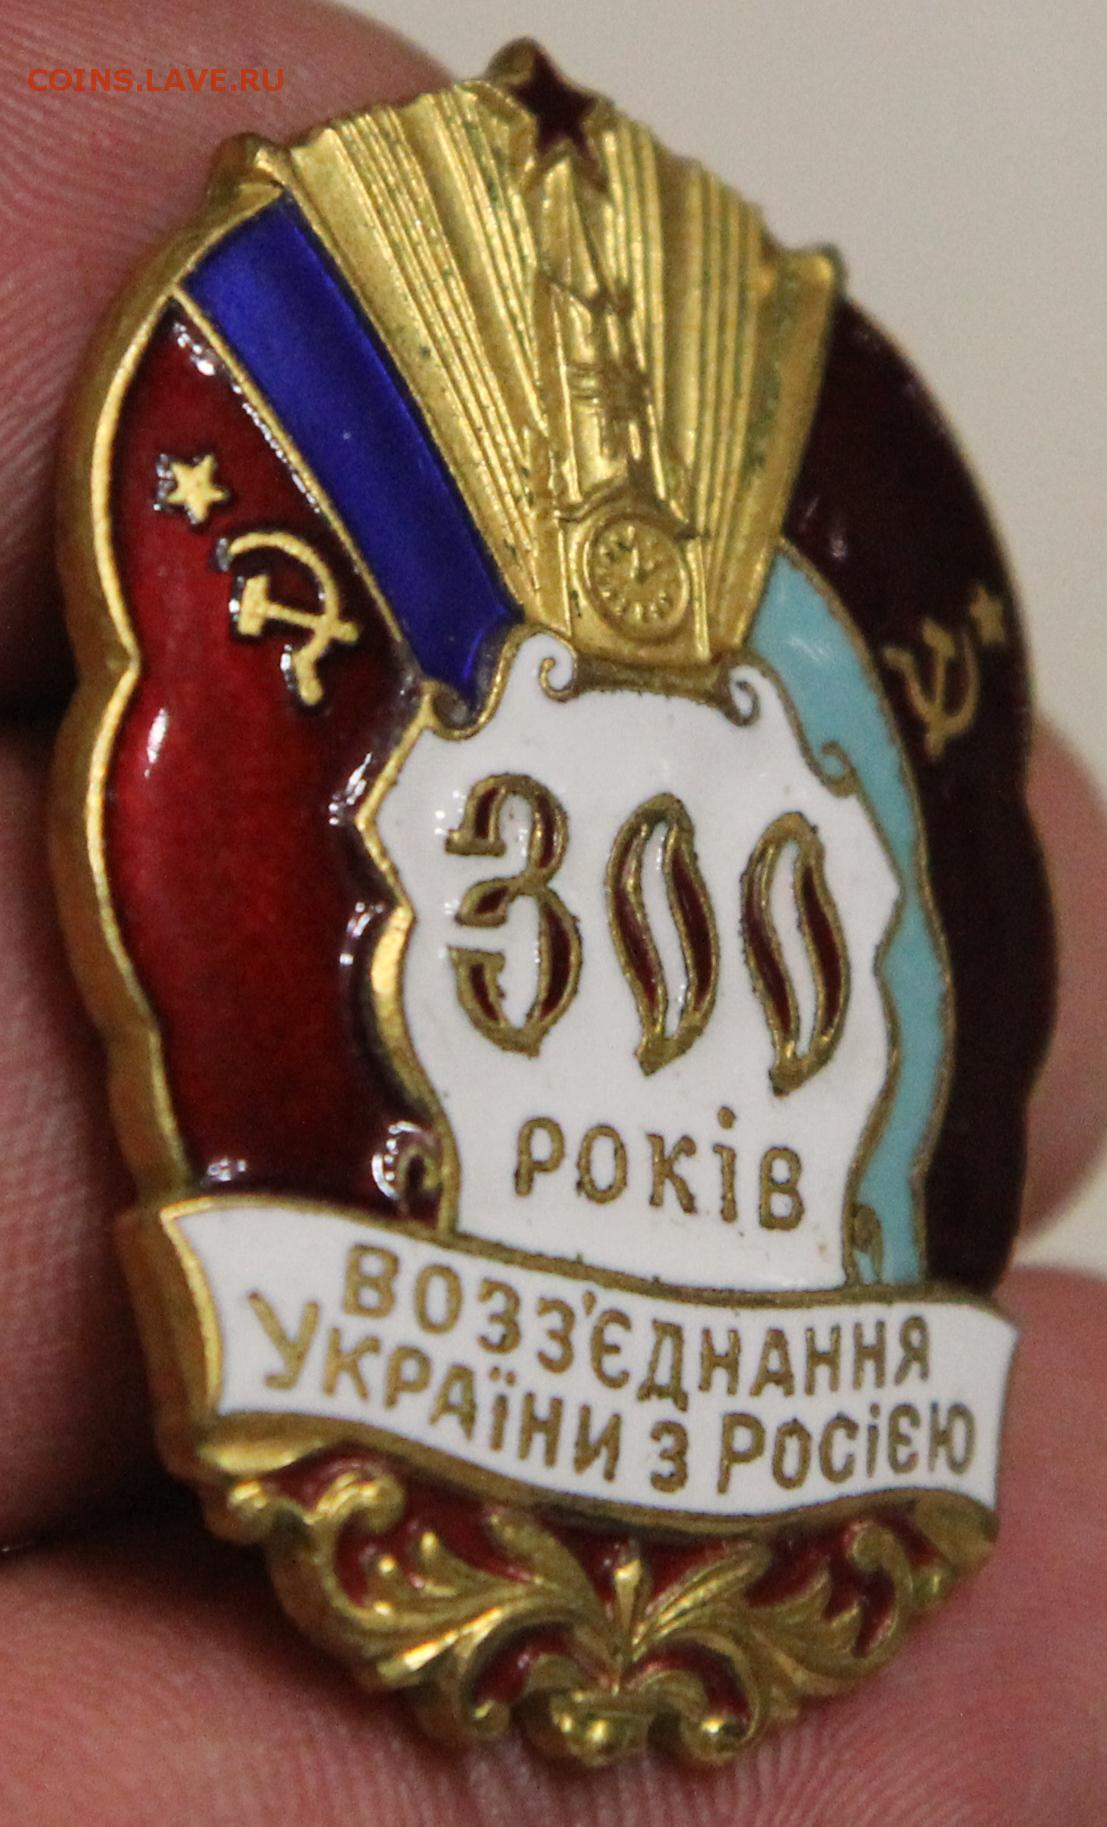 COINS.LAVE.RU
300
РОКІВ
ВОЗЗ'ЄДНАННЯ
УКРАЇНИ З РОСІЄЮ